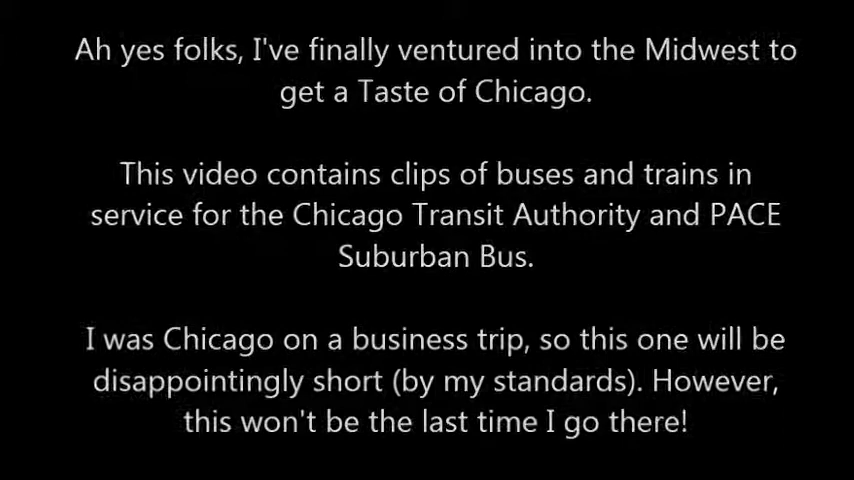 Ah yes folks, I've finally ventured into the Midwest to
get a Taste of Chicago.
This video contains clips of buses and trains in
service for the Chicago Transit Authority and PACE
Suburban Bus.
I was Chicago on a business trip, so this one will be
disappointingly short (by my standards). However,
this won't be the last time I go there!